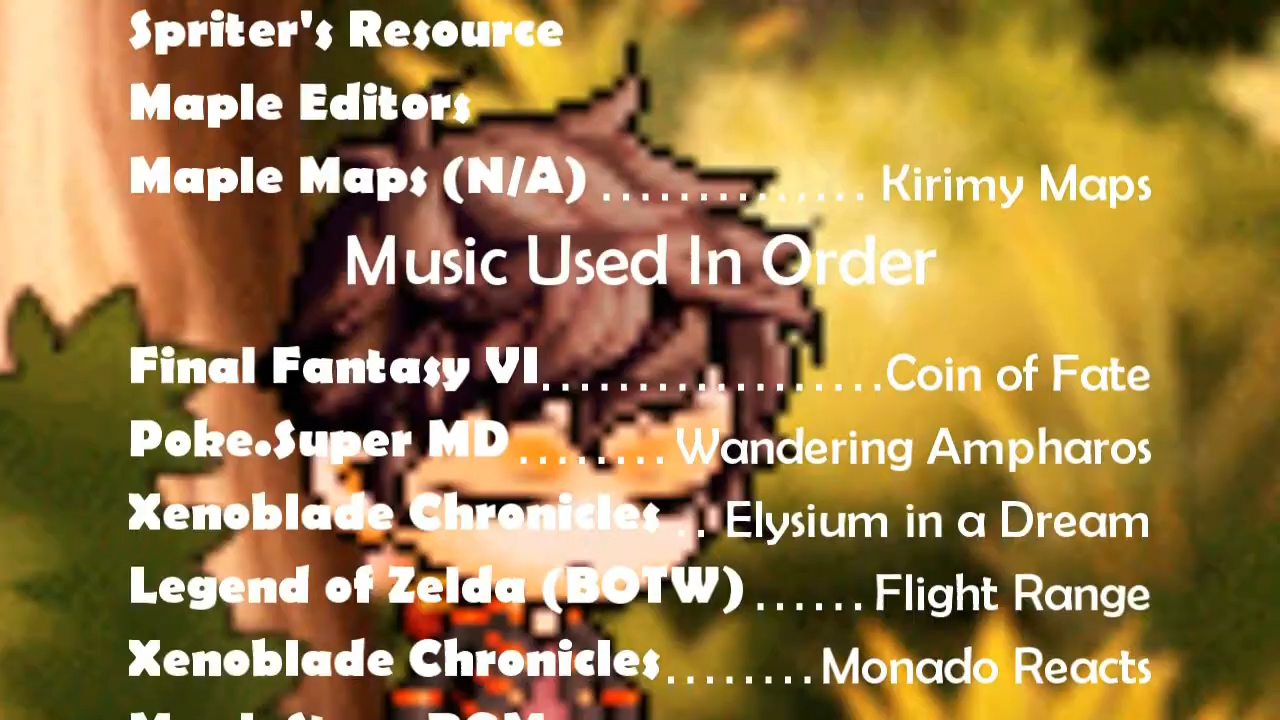 Spriter's Resource
Maple Editors
Maple Maps (N/A) .............. Kirimy Maps
Music Used In Order
Final Fantasy VI..................Coin of Fate
Poke.Super MD ........ Wandering Ampharos
Xenoblade Chronicles .. Elysium in a Dream
Legend of Zelda (BOTW) ...... Flight Range
Xenoblade Chronicles........Monado Reacts